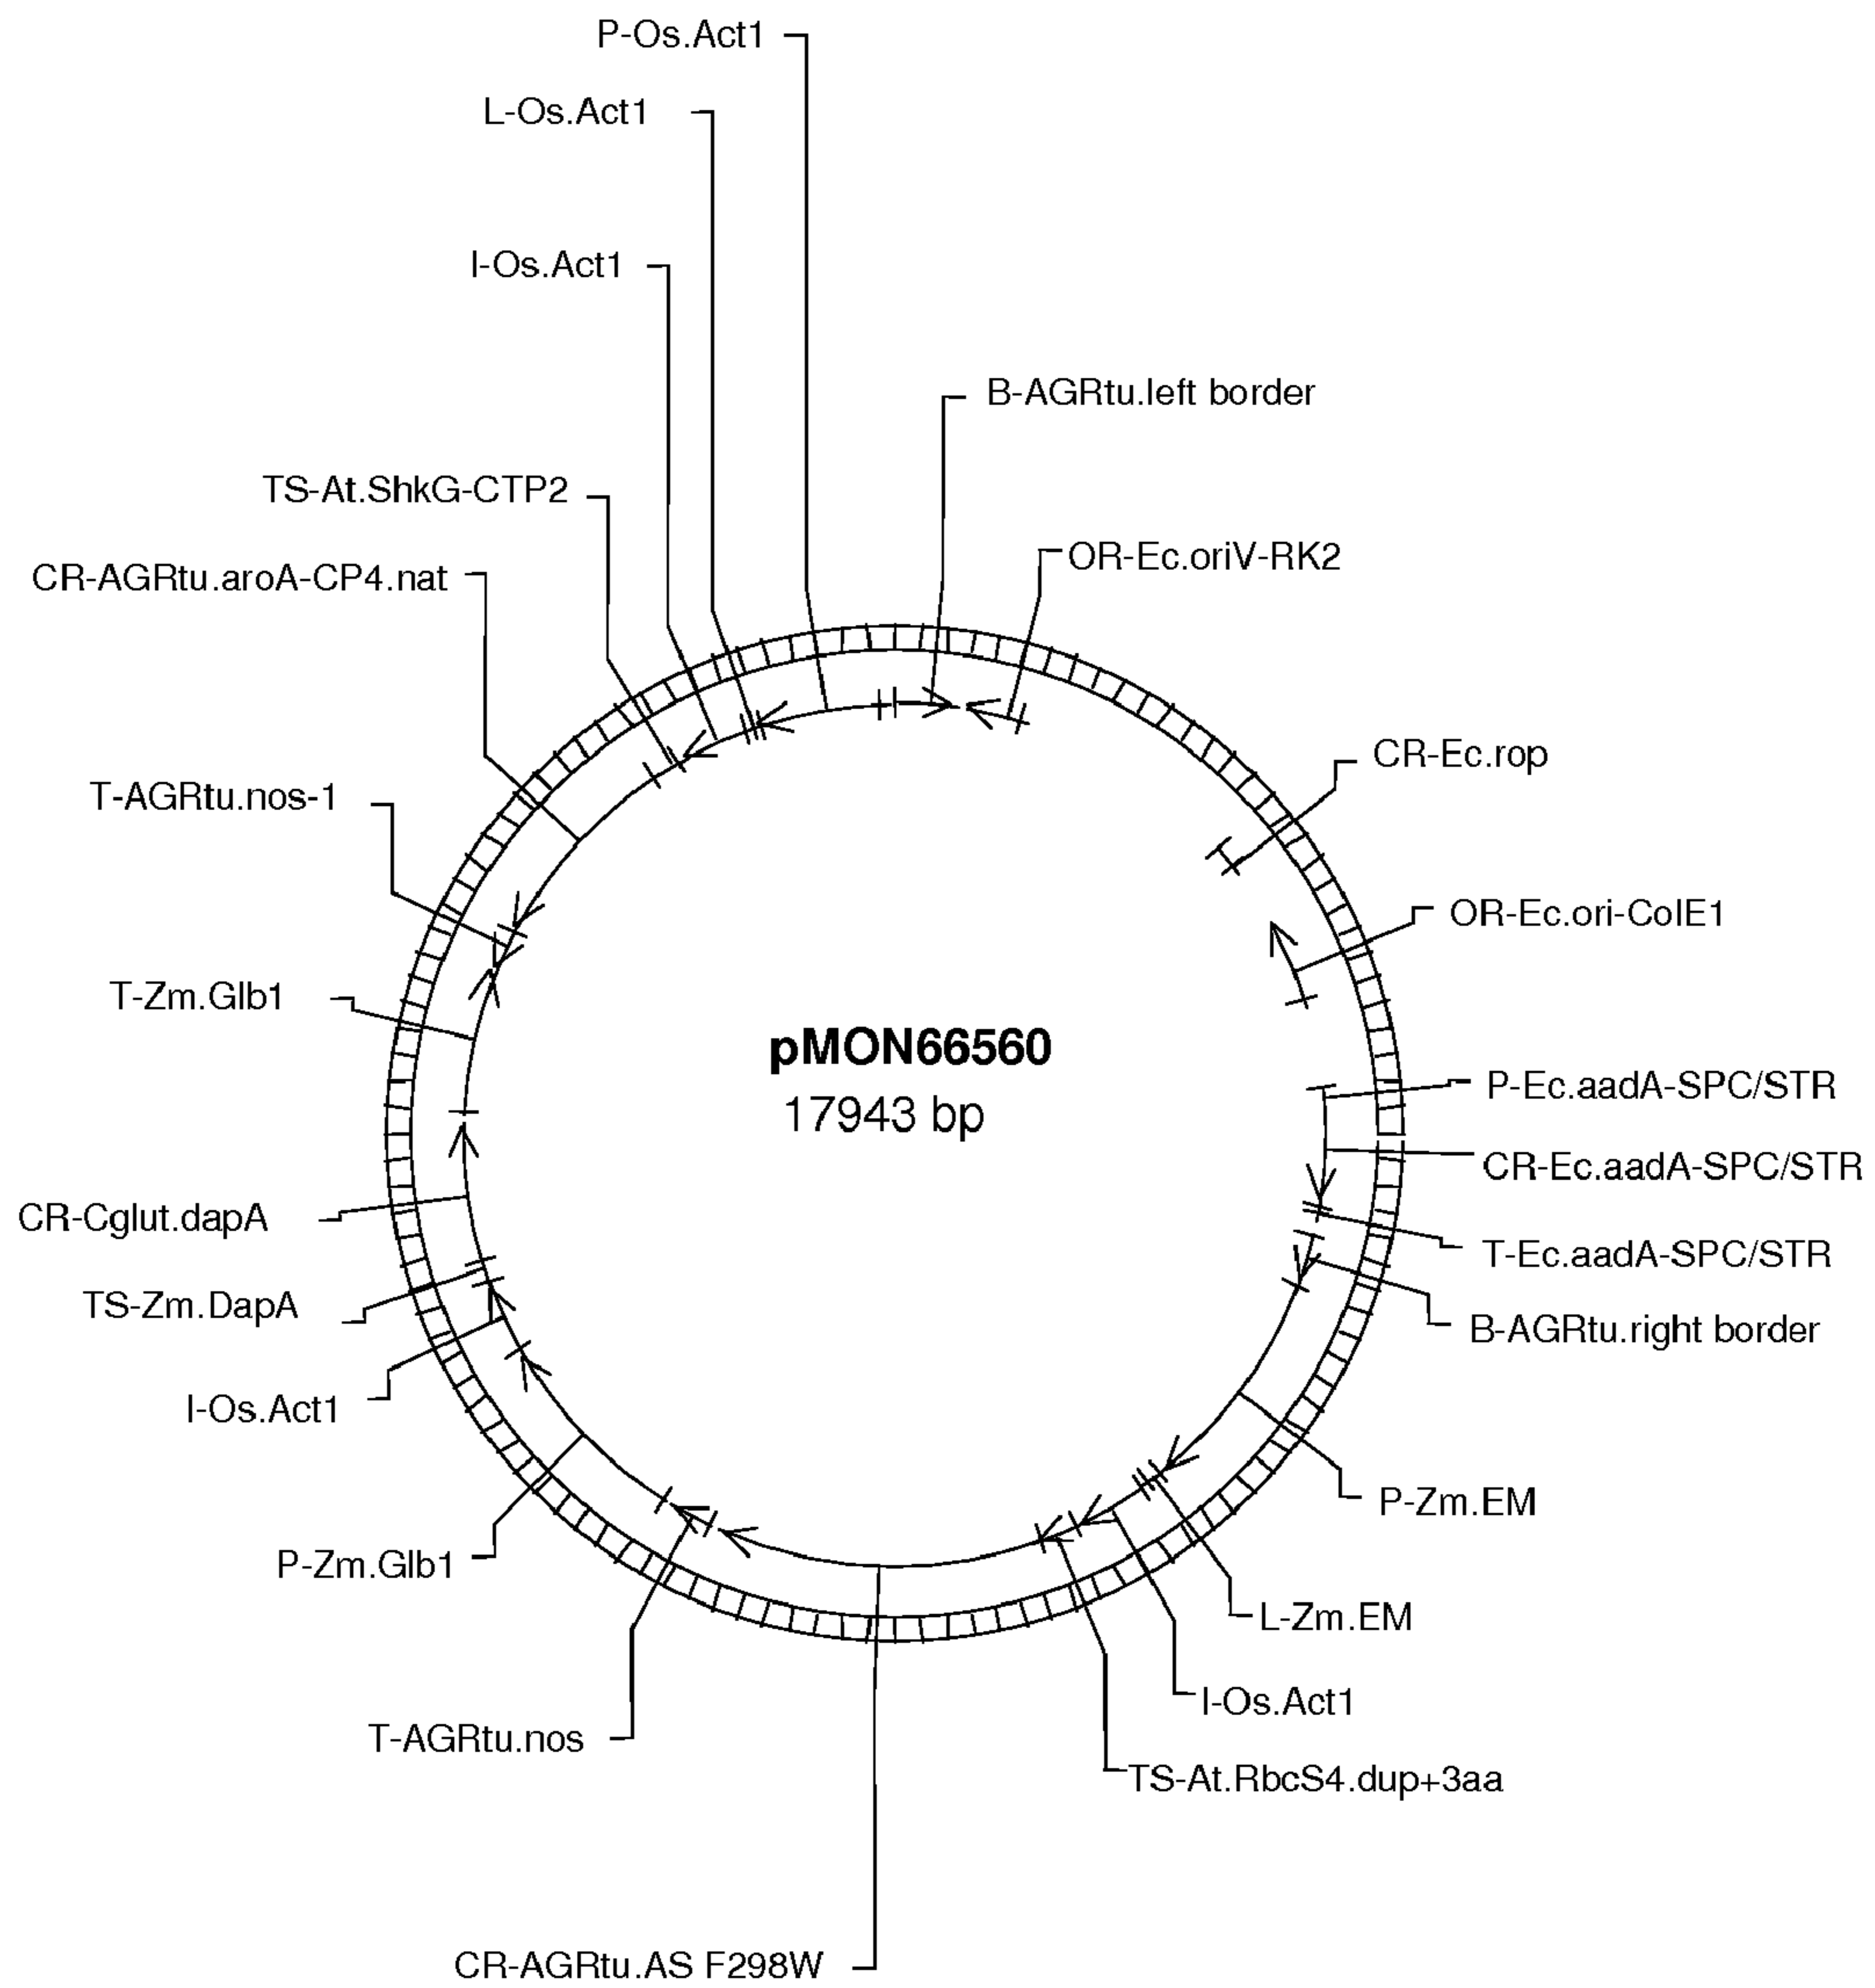 P-Os.Act1
L-Os.Act1
I-Os.Act1
B-AGRtu.left border
TS-At.ShkG-CTP2
OR-Ec.oriV-RK2
CR-AGRtu.aroA-CP4.nat
CR-Ec.rop
T-AGRtu.nos-1
OR-Ec.ori-ColE1
T-Zm.Glb1
pMON66560
17943 bp
P-Ec.aadA-SPC/STR
CR-Ec.aadA-SPC/STR
CR-Cglut.dapA
T-Ec.aadA-SPC/STR
TS-Zm.DapA
B-AGRtu.right border
I-Os.Act1
P-Zm.EM
P-Zm.Glb1
L-Zm.EM
I-Os.Act1
T-AGRtu.nos
TS-At.RbcS4.dup+3aa
CR-AGRtu.AS F298W